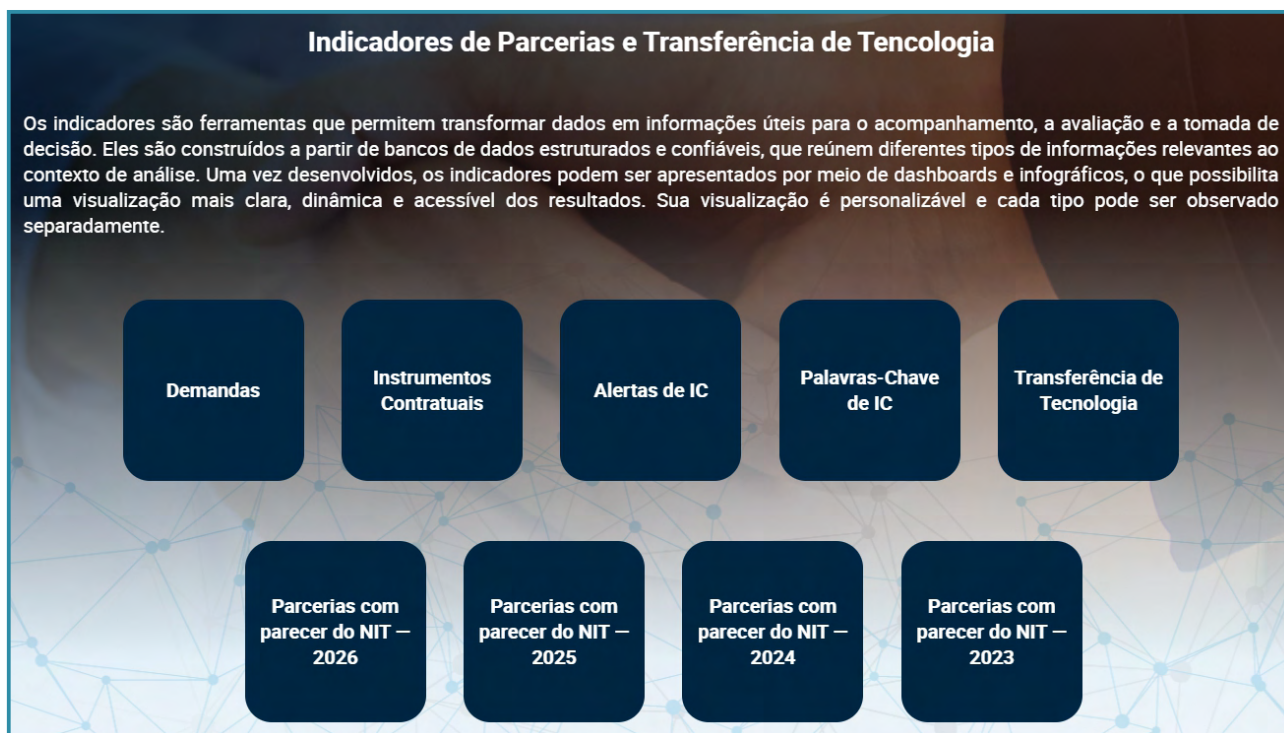 Indicadores de Parcerias e Transferência de Tencologia
Os indicadores são ferramentas que permitem transformar dados em informações úteis para o acompanhamento, a avaliação e a tomada de
decisão. Eles são construídos a partir de bancos de dados estruturados e confiáveis, que reúnem diferentes tipos de informações relevantes ao
contexto de análise. Uma vez desenvolvidos, os indicadores podem ser apresentados por meio de dashboards e infográficos, o que possibilita
uma visualização mais clara, dinâmica e acessível dos resultados. Sua visualização é personalizável e cada tipo pode ser observado
separadamente.
Demandas
Instrumentos
Contratuais
Alertas de IC
Palavras-Chave
de IC
Transferência de
Tecnologia
Parcerias com
parecer do NIT —
2026
Parcerias com
parecer do NIT —
2025
Parcerias com
parecer do NIT —
2024
Parcerias com
parecer do NIT —
2023